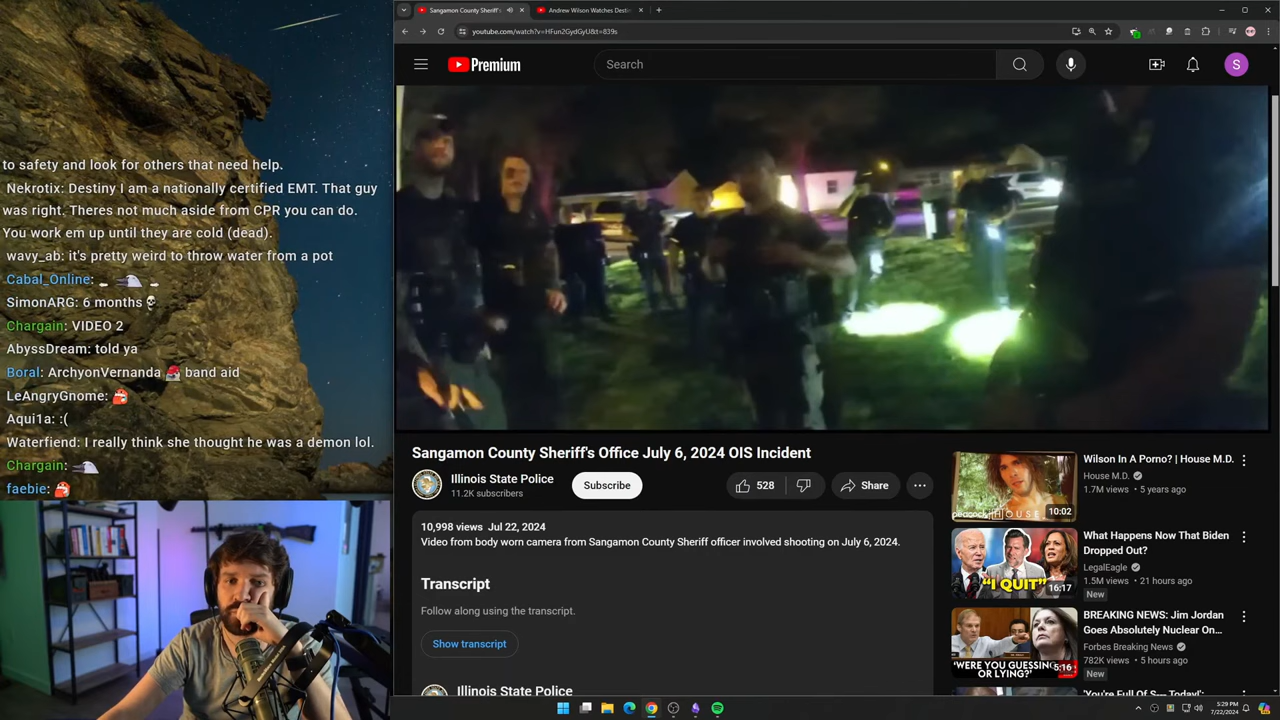 Sangamon County Sheriff's
Andrew Wilson Watches Desti
youtube.com/watch?v=HFun2GydGyU&t=839s
Premium
Search
S
to safety and look for others that need help.
Nekrotix: Destiny I am a nationally certified EMT. That guy
was right. Theres not much aside from CPR you can do.
You work em up until they are cold (dead).
wavy_ab: it's pretty weird to throw water from a pot
Cabal_Online:
SimonARG: 6 months
Chargain: VIDEO 2
AbyssDream: told ya
Boral: ArchyonVernanda band aid
LeAngryGnome:
Aqui1a: :(
Waterfiend: I really think she thought he was a demon lol.
Chargain:
faebie:
Sangamon County Sheriff's Office July 6, 2024 OIS Incident
Illinois State Police
11.2K subscribers
Subscribe
528
Share
10,998 views Jul 22, 2024
Video from body worn camera from Sangamon County Sheriff officer involved shooting on July 6, 2024.
Transcript
Follow along using the transcript.
Show transcript
Illinois State Police
Wilson In A Porno? | House M.D.
House M.D.
1.7M views • 5 years ago
peacock HOUSE
10:02
What Happens Now That Biden
Dropped Out?
LegalEagle
1.5M views • 21 hours ago
New
"I QUIT"
16:17
BREAKING NEWS: Jim Jordan
Goes Absolutely Nuclear On...
Forbes Breaking News
782K views • 5 hours ago
New
'WERE YOU GUESSING
OR LYING?'
5:16
'You're Full Of S--- Today!':
5:29 PM
7/22/2024